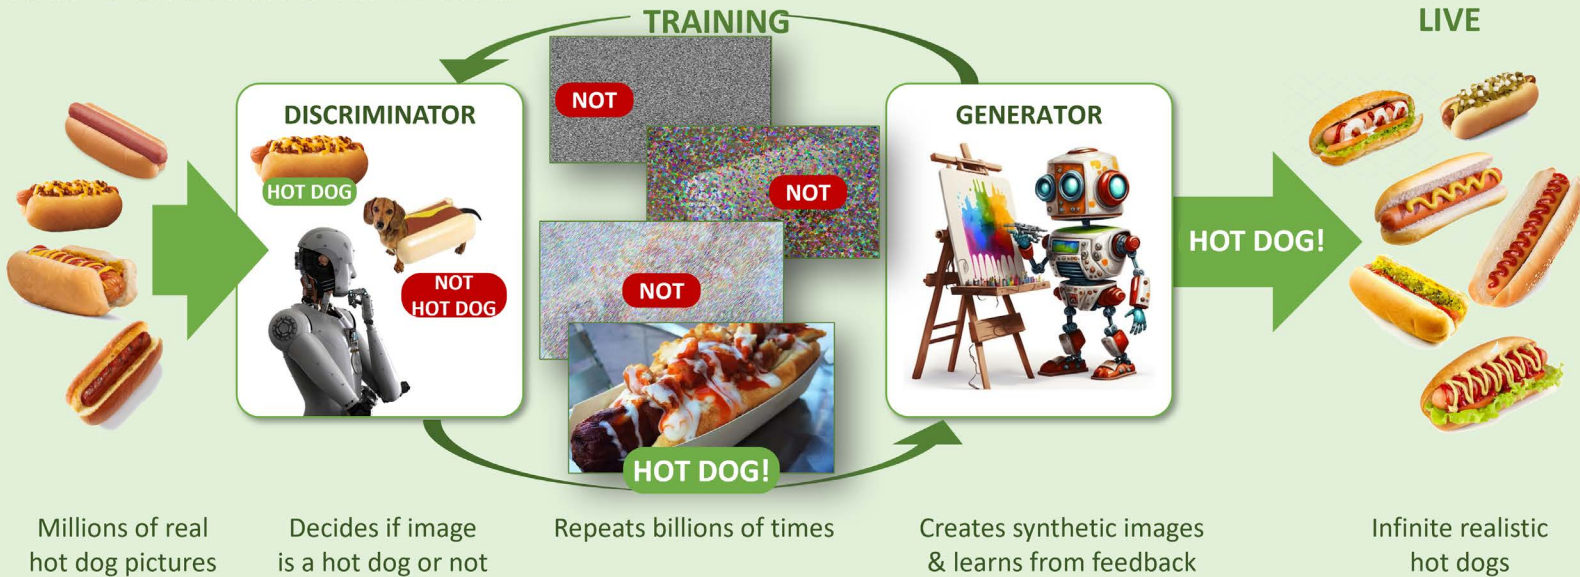 TRAINING
LIVE
DISCRIMINATOR
HOT DOG
NOT
HOT DOG
NOT
NOT
NOT
HOT DOG!
GENERATOR
HOT DOG!
Millions of real
hot dog pictures
Decides if image
is a hot dog or not
Repeats billions of times
Creates synthetic images
& learns from feedback
Infinite realistic
hot dogs